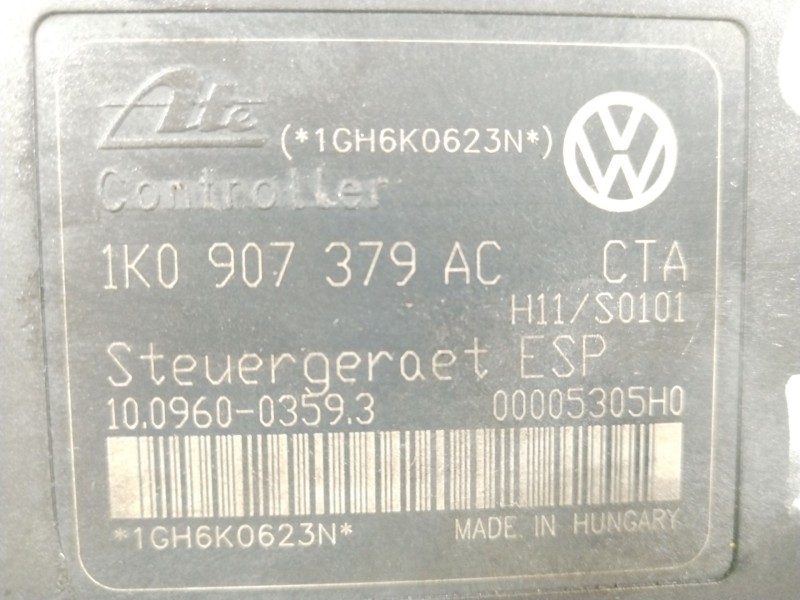 Ate (*1GH6K0623N*)
Controller
1K0 907 379 AC CTA
H11/S0101
Steuergeraet ESP
10.0960-0359.3 00005305H0
*1GH6K0623N* MADE IN HUNGARY